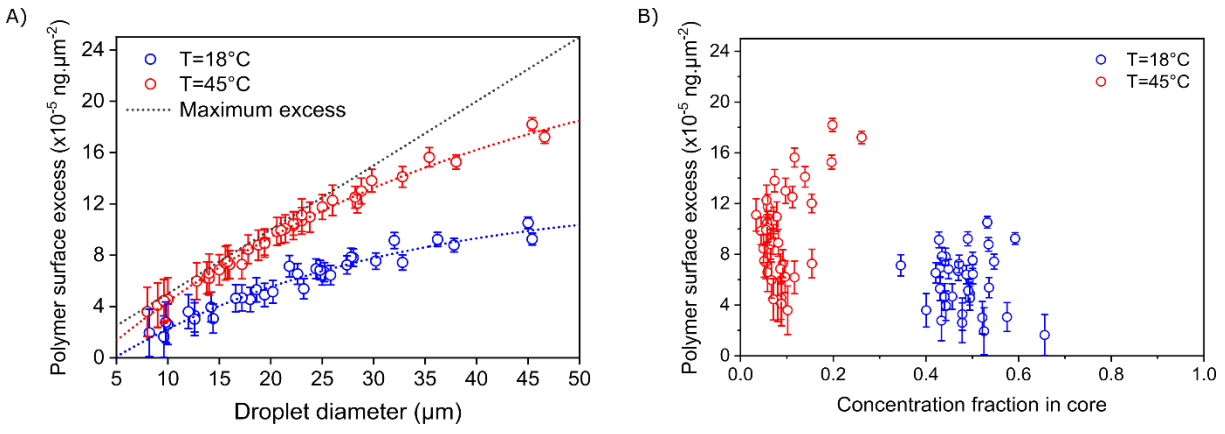 A)
Polymer surface excess (x10⁻⁵ ng.µm⁻²)
24
20
16
12
8
4
0
T=18°C
T=45°C
Maximum excess
5 10 15 20 25 30 35 40 45 50
Droplet diameter (µm)
B)
Polymer surface excess (x10⁻⁵ ng.µm⁻²)
24
20
16
12
8
4
0
T=18°C
T=45°C
0.0 0.2 0.4 0.6 0.8 1.0
Concentration fraction in core